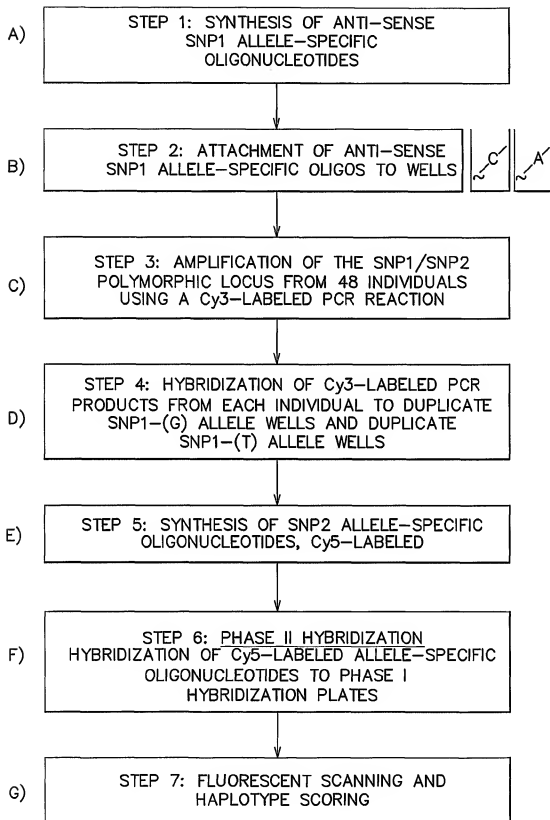 A)
STEP 1: SYNTHESIS OF ANTI-SENSE
SNP1 ALLELE-SPECIFIC
OLIGONUCLEOTIDES
B)
STEP 2: ATTACHMENT OF ANTI-SENSE
SNP1 ALLELE-SPECIFIC OLIGOS TO WELLS
~ C
~ A
C)
STEP 3: AMPLIFICATION OF THE SNP1/SNP2
POLYMORPHIC LOCUS FROM 48 INDIVIDUALS
USING A Cy3-LABELED PCR REACTION
D)
STEP 4: HYBRIDIZATION OF Cy3-LABELED PCR
PRODUCTS FROM EACH INDIVIDUAL TO DUPLICATE
SNP1-(G) ALLELE WELLS AND DUPLICATE
SNP1-(T) ALLELE WELLS
E)
STEP 5: SYNTHESIS OF SNP2 ALLELE-SPECIFIC
OLIGONUCLEOTIDES, Cy5-LABELED
F)
STEP 6: PHASE II HYBRIDIZATION
HYBRIDIZATION OF Cy5-LABELED ALLELE-SPECIFIC
OLIGONUCLEOTIDES TO PHASE I
HYBRIDIZATION PLATES
G)
STEP 7: FLUORESCENT SCANNING AND
HAPLOTYPE SCORING